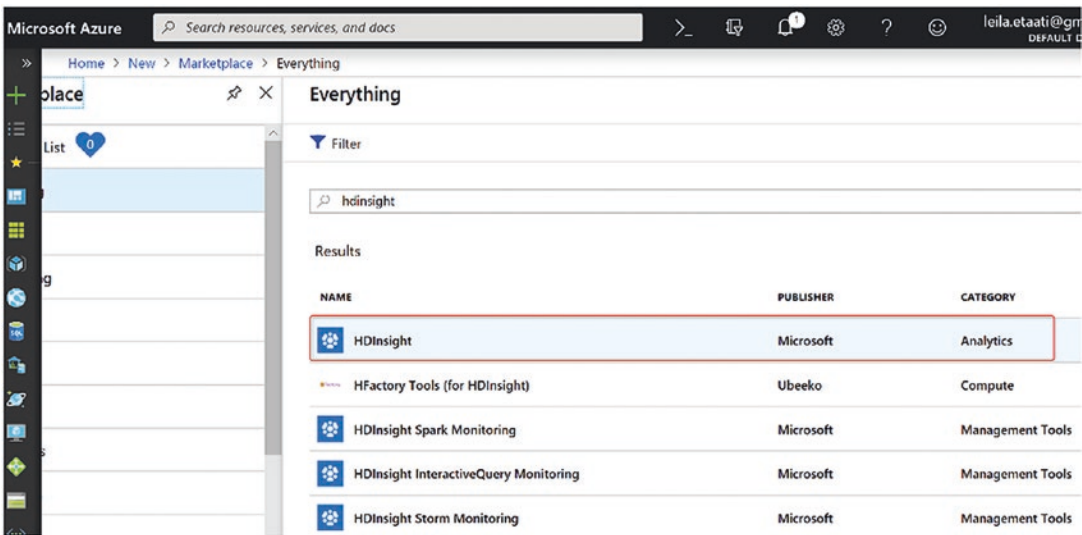 Microsoft Azure
Search resources, services, and docs
1
leila.etaati@gm
DEFAULT D
Home > New > Marketplace > Everything
place
Everything
List 0
Filter
hdinsight
Results
NAME PUBLISHER CATEGORY
HDInsight Microsoft Analytics
HFactory Tools (for HDInsight) Ubeeko Compute
HDInsight Spark Monitoring Microsoft Management Tools
HDInsight InteractiveQuery Monitoring Microsoft Management Tools
HDInsight Storm Monitoring Microsoft Management Tools